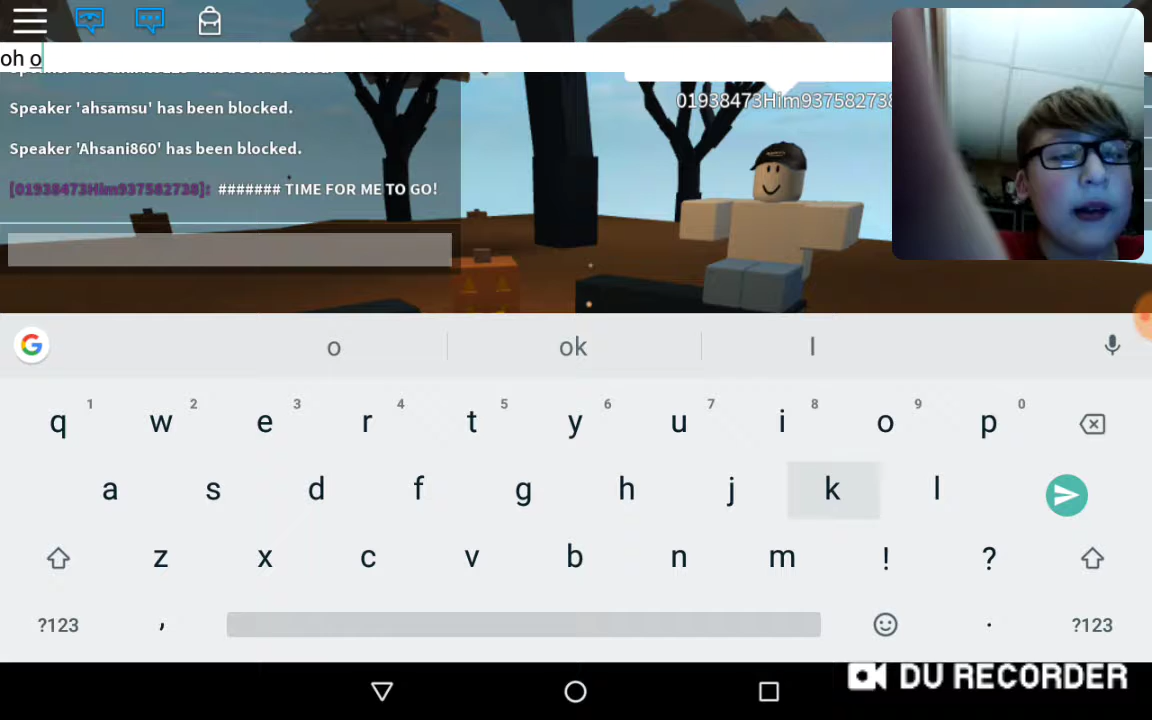 oh o
Speaker 'ahsamsu' has been blocked.
01938473Him93758273
Speaker 'Ahsani860' has been blocked.
[01938473Him937582738]: ####### TIME FOR ME TO GO!
G o ok I
1 2 3 4 5 6 7 8 9 0
q w e r t y u i o p
a s d f g h j k l
z x c v b n m ! ?
?123 , . ?123
DU RECORDER